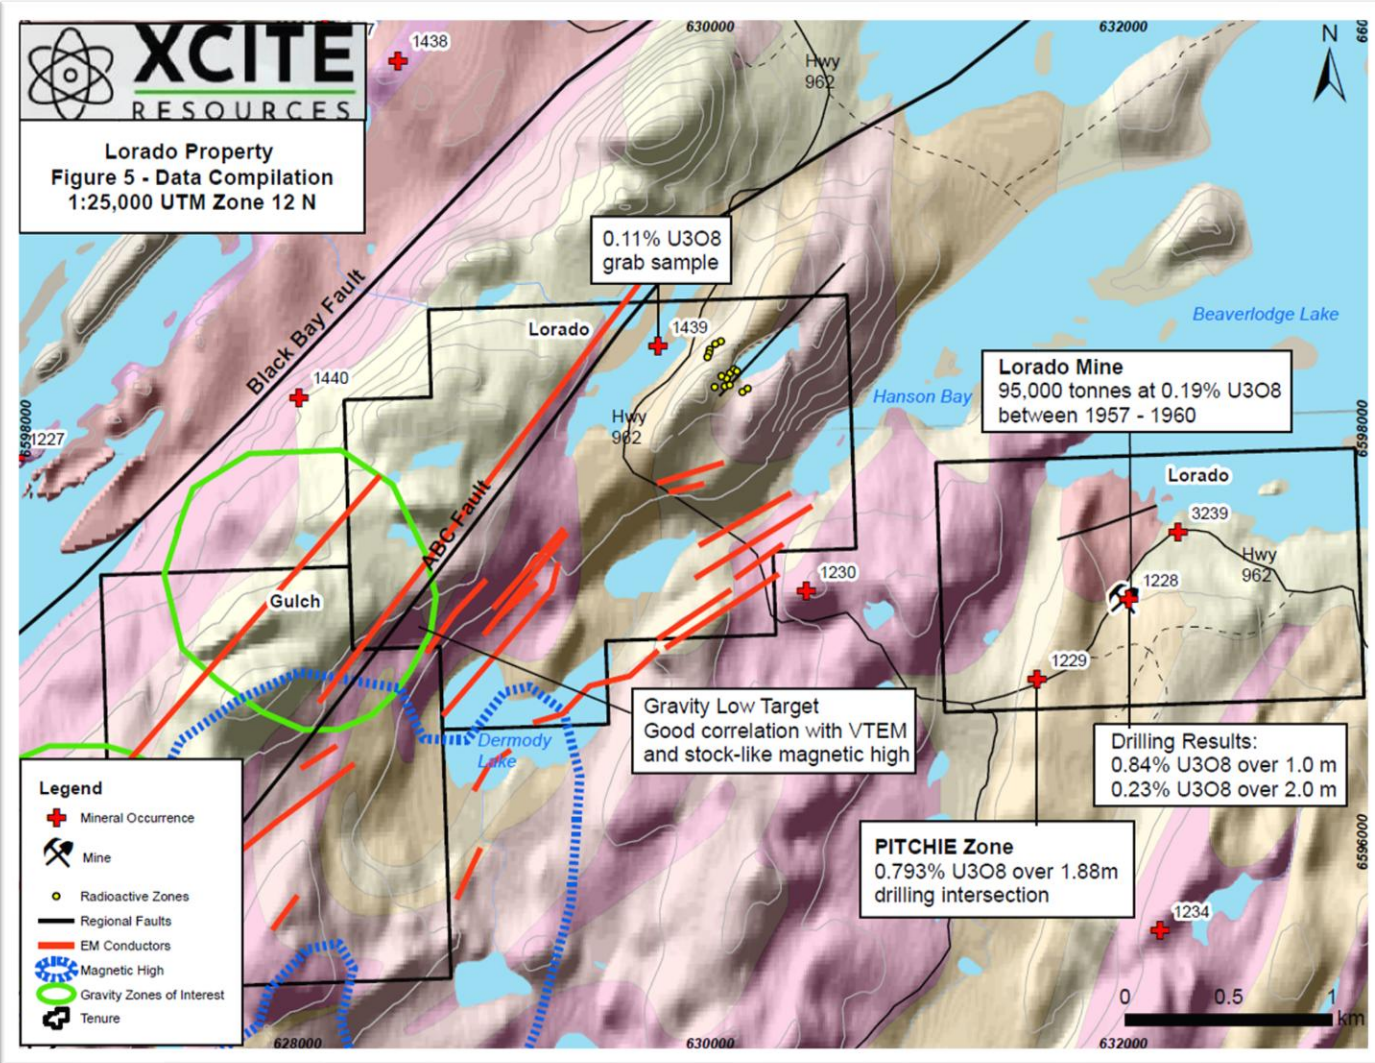 XCITE
RESOURCES
Lorado Property
Figure 5 - Data Compilation
1:25,000 UTM Zone 12 N
7
1438
630000
632000
660
N
Hwy
962
0.11% U3O8
grab sample
Black Bay Fault
Lorado
1439
1440
Beaverlodge Lake
Hanson Bay
Lorado Mine
95,000 tonnes at 0.19% U3O8
between 1957 - 1960
Hwy
962
6598000
1227
6598000
ABC Fault
Lorado
3239
Hwy
962
1230
1228
Gulch
1229
Gravity Low Target
Good correlation with VTEM
and stock-like magnetic high
Dermody
Lake
Drilling Results:
0.84% U3O8 over 1.0 m
0.23% U3O8 over 2.0 m
PITCHIE Zone
0.793% U3O8 over 1.88m
drilling intersection
6596000
1234
Legend
Mineral Occurrence
Mine
Radioactive Zones
Regional Faults
EM Conductors
Magnetic High
Gravity Zones of Interest
Tenure
0 0.5 1
km
628000
630000
632000